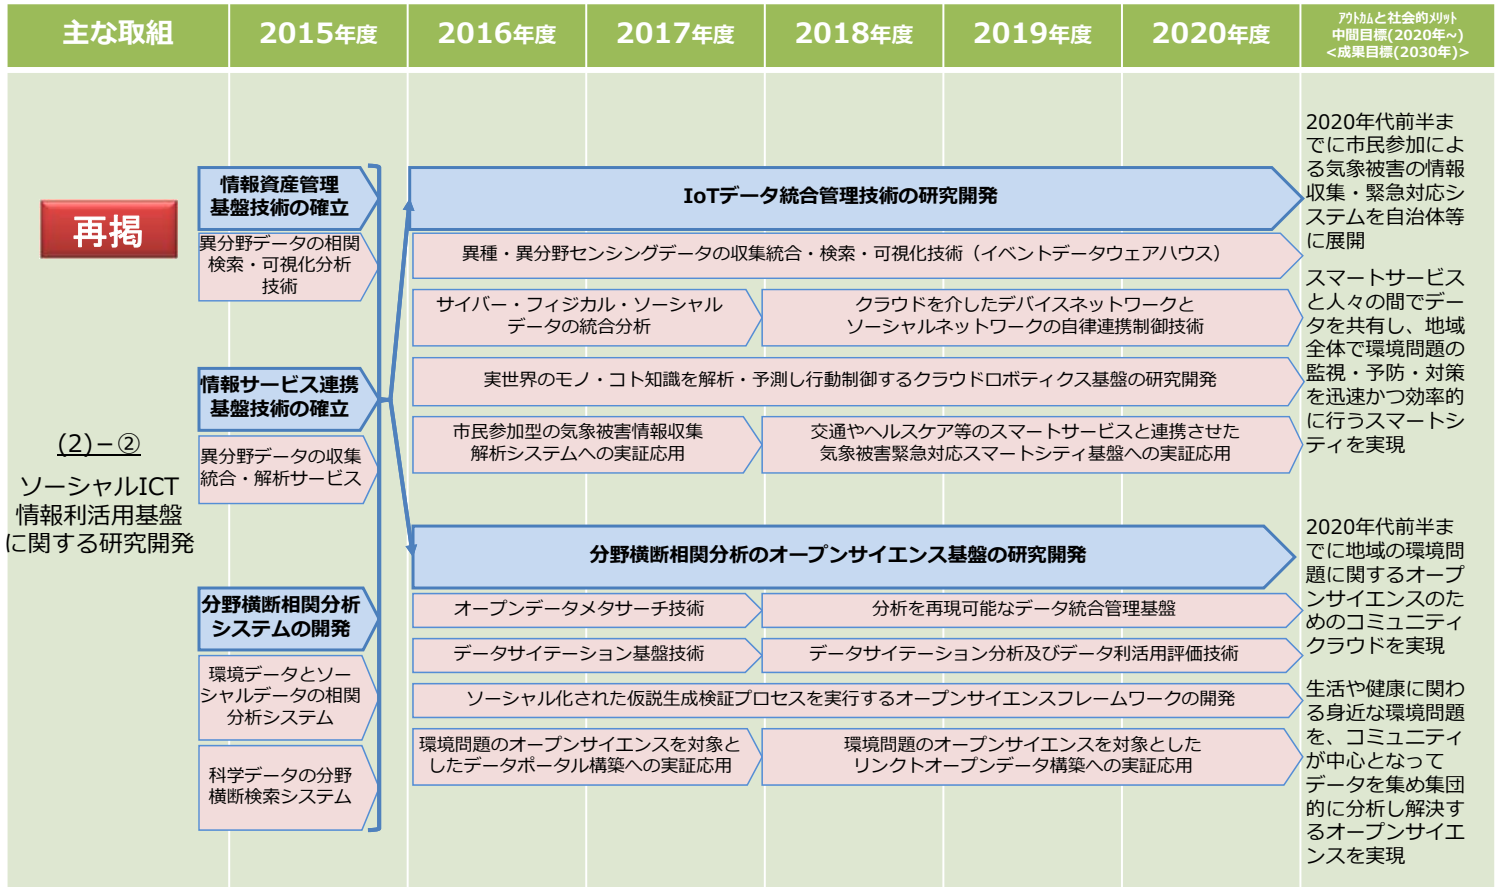 主な取組
2015年度
2016年度
2017年度
2018年度
2019年度
2020年度
アウトカムと社会的メリット
中間目標(2020年~)
<成果目標(2030年)>
再掲
(2)－②
ソーシャルICT
情報利活用基盤
に関する研究開発
情報資産管理
基盤技術の確立
異分野データの相関
検索・可視化分析
技術
情報サービス連携
基盤技術の確立
異分野データの収集
統合・解析サービス
分野横断相関分析
システムの開発
環境データとソー
シャルデータの相関
分析システム
科学データの分野
横断検索システム
IoTデータ統合管理技術の研究開発
異種・異分野センシングデータの収集統合・検索・可視化技術（イベントデータウェアハウス）
サイバー・フィジカル・ソーシャル
データの統合分析
クラウドを介したデバイスネットワークと
ソーシャルネットワークの自律連携制御技術
実世界のモノ・コト知識を解析・予測し行動制御するクラウドロボティクス基盤の研究開発
市民参加型の気象被害情報収集
解析システムへの実証応用
交通やヘルスケア等のスマートサービスと連携させた
気象被害緊急対応スマートシティ基盤への実証応用
分野横断相関分析のオープンサイエンス基盤の研究開発
オープンデータメタサーチ技術
分析を再現可能なデータ統合管理基盤
データサイテーション基盤技術
データサイテーション分析及びデータ利活用評価技術
ソーシャル化された仮説生成検証プロセスを実行するオープンサイエンスフレームワークの開発
環境問題のオープンサイエンスを対象と
したデータポータル構築への実証応用
環境問題のオープンサイエンスを対象とした
リンクトオープンデータ構築への実証応用
2020年代前半ま
でに市民参加によ
る気象被害の情報
収集・緊急対応シ
ステムを自治体等
に展開
スマートサービス
と人々の間でデー
タを共有し、地域
全体で環境問題の
監視・予防・対策
を迅速かつ効率的
に行うスマートシ
ティを実現
2020年代前半ま
でに地域の環境問
題に関するオープ
ンサイエンスのた
めのコミュニティ
クラウドを実現
生活や健康に関わ
る身近な環境問題
を、コミュニティ
が中心となって
データを集め集団
的に分析し解決す
るオープンサイエ
ンスを実現